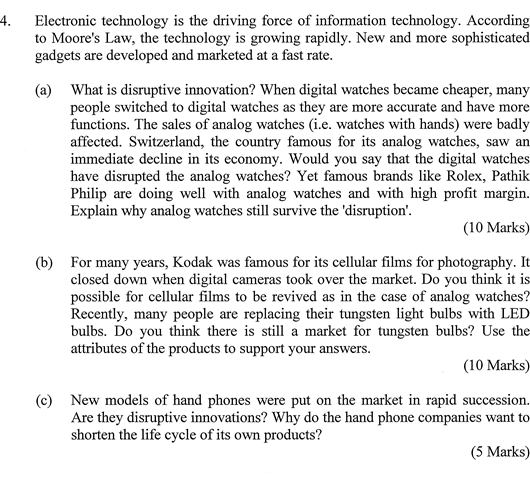 4. Electronic technology is the driving force of information technology. According
to Moore's Law, the technology is growing rapidly. New and more sophisticated
gadgets are developed and marketed at a fast rate.
(a) What is disruptive innovation? When digital watches became cheaper, many
people switched to digital watches as they are more accurate and have more
functions. The sales of analog watches (i.e. watches with hands) were badly
affected. Switzerland, the country famous for its analog watches, saw an
immediate decline in its economy. Would you say that the digital watches
have disrupted the analog watches? Yet famous brands like Rolex, Pathik
Philip are doing well with analog watches and with high profit margin.
Explain why analog watches still survive the 'disruption'.
(10 Marks)
(b) For many years, Kodak was famous for its cellular films for photography. It
closed down when digital cameras took over the market. Do you think it is
possible for cellular films to be revived as in the case of analog watches?
Recently, many people are replacing their tungsten light bulbs with LED
bulbs. Do you think there is still a market for tungsten bulbs? Use the
attributes of the products to support your answers.
(10 Marks)
(c) New models of hand phones were put on the market in rapid succession.
Are they disruptive innovations? Why do the hand phone companies want to
shorten the life cycle of its own products?
(5 Marks)